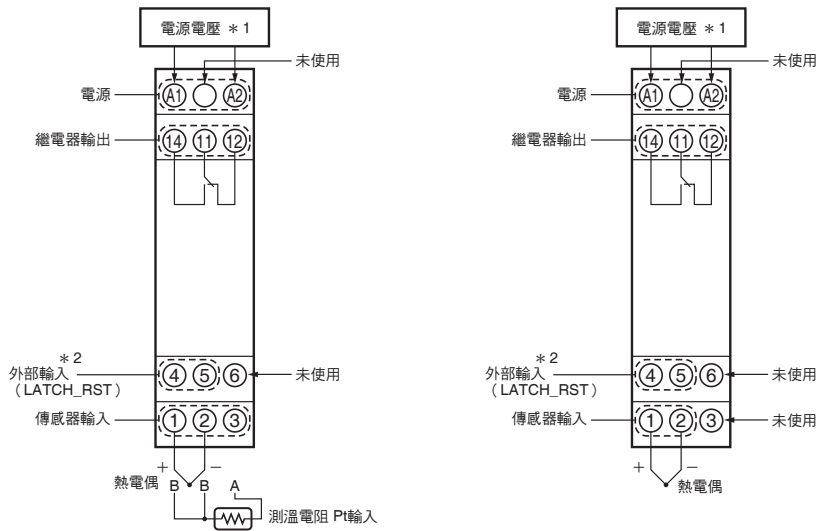 電源電壓 ＊1
未使用
電源
A1
A2
繼電器輸出
14 11 12
＊2
外部輸入
（LATCH_RST）
4 5 6
未使用
傳感器輸入
1 2 3
＋ －
熱電偶
B B A
測溫電阻 Pt輸入
電源電壓 ＊1
未使用
電源
A1
A2
繼電器輸出
14 11 12
＊2
外部輸入
（LATCH_RST）
4 5 6
未使用
傳感器輸入
1 2 3
未使用
＋ －
熱電偶